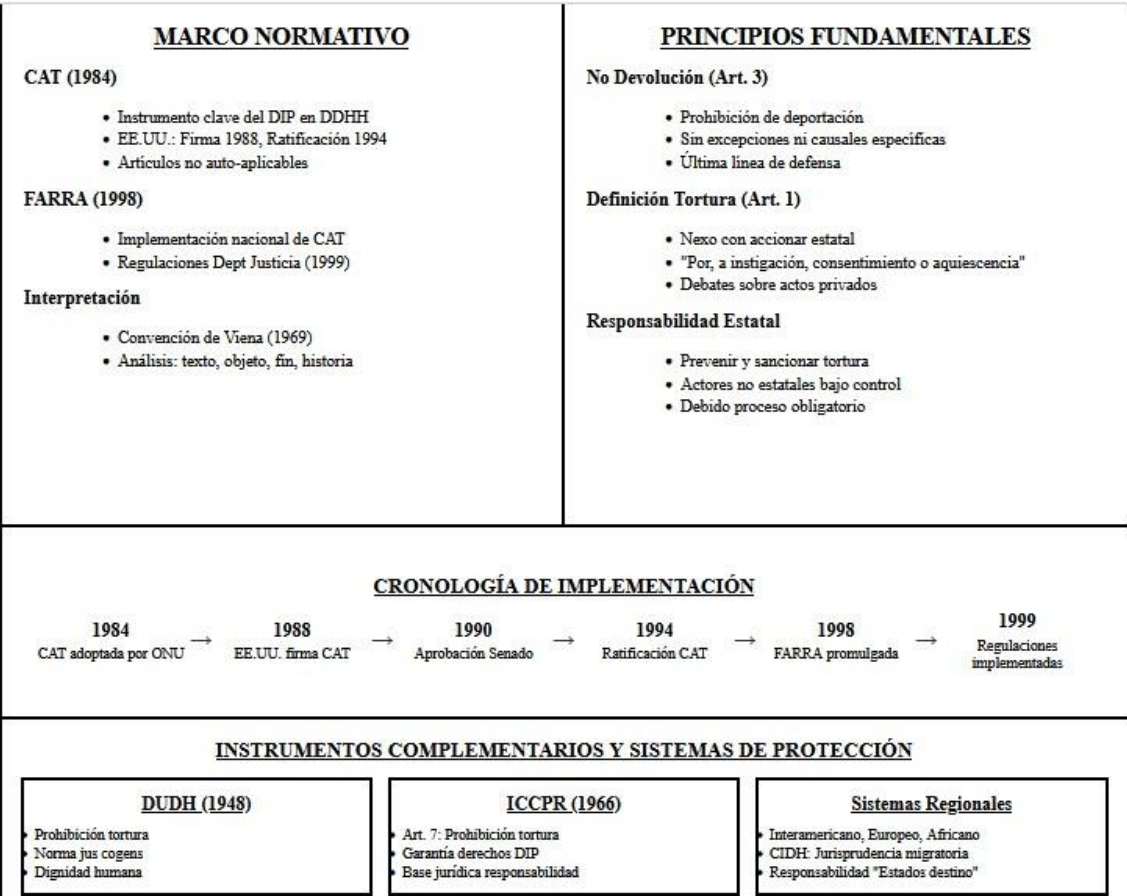 MARCO NORMATIVO
CAT (1984)
• Instrumento clave del DIP en DDHH
• EE.UU.: Firma 1988, Ratificación 1994
• Artículos no auto-aplicables
FARRA (1998)
• Implementación nacional de CAT
• Regulaciones Dept Justicia (1999)
Interpretación
• Convención de Viena (1969)
• Análisis: texto, objeto, fin, historia
PRINCIPIOS FUNDAMENTALES
No Devolución (Art. 3)
• Prohibición de deportación
• Sin excepciones ni causales específicas
• Última línea de defensa
Definición Tortura (Art. 1)
• Nexo con accionar estatal
• "Por, a instigación, consentimiento o aquiescencia"
• Debates sobre actos privados
Responsabilidad Estatal
• Prevenir y sancionar tortura
• Actores no estatales bajo control
• Debido proceso obligatorio
CRONOLOGÍA DE IMPLEMENTACIÓN
1984
CAT adoptada por ONU
→
1988
EE.UU. firma CAT
→
1990
Aprobación Senado
→
1994
Ratificación CAT
→
1998
FARRA promulgada
→
1999
Regulaciones
implementadas
INSTRUMENTOS COMPLEMENTARIOS Y SISTEMAS DE PROTECCIÓN
DUDH (1948)
• Prohibición tortura
• Norma jus cogens
• Dignidad humana
ICCPR (1966)
• Art. 7: Prohibición tortura
• Garantía derechos DIP
• Base jurídica responsabilidad
Sistemas Regionales
• Interamericano, Europeo, Africano
• CIDH: Jurisprudencia migratoria
• Responsabilidad "Estados destino"